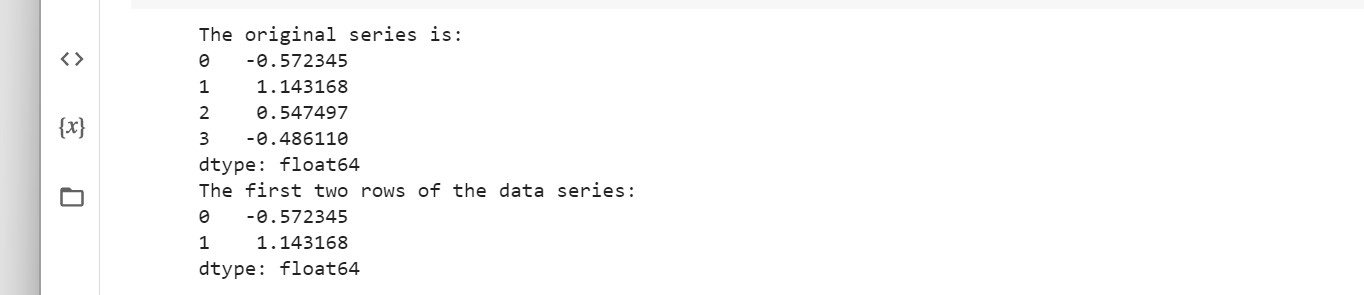 The original series is:
<>
0   -0.572345
1    1.143168
2    0.547497
{x}
3   -0.486110
dtype: float64
The first two rows of the data series:
0   -0.572345
1    1.143168
dtype: float64